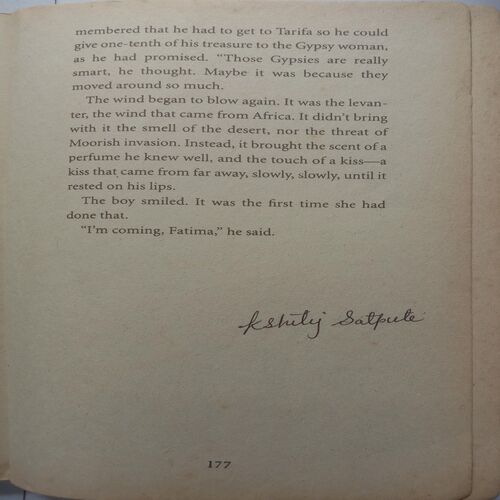 membered that he had to get to Tarifa so he could
give one-tenth of his treasure to the Gypsy woman,
as he had promised. "Those Gypsies are really
smart, he thought. Maybe it was because they
moved around so much.
The wind began to blow again. It was the levan-
ter, the wind that came from Africa. It didn't bring
with it the smell of the desert, nor the threat of
Moorish invasion. Instead, it brought the scent of a
perfume he knew well, and the touch of a kiss—a
kiss that came from far away, slowly, slowly, until it
rested on his lips.
The boy smiled. It was the first time she had
done that.
"I'm coming, Fatima," he said.
Kshitij Satpute
177